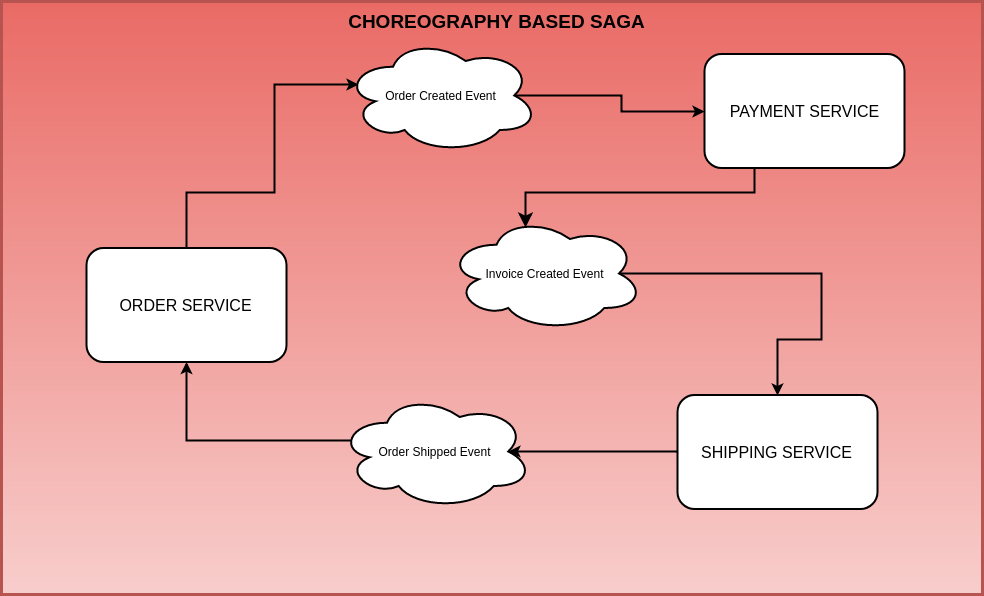 CHOREOGRAPHY BASED SAGA
Order Created Event
PAYMENT SERVICE
Invoice Created Event
ORDER SERVICE
Order Shipped Event
SHIPPING SERVICE